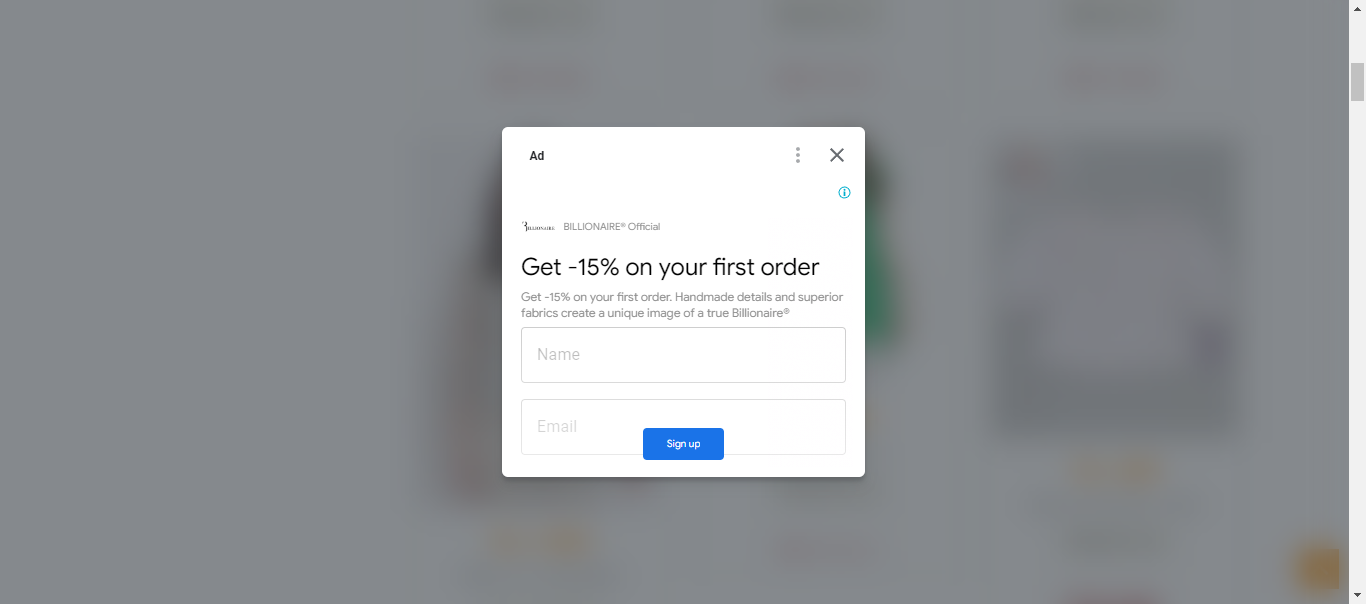 Ad
BILLIONAIRE BILLIONAIRE® Official
Get -15% on your first order
Get -15% on your first order. Handmade details and superior
fabrics create a unique image of a true Billionaire®
Name
Email
Sign up